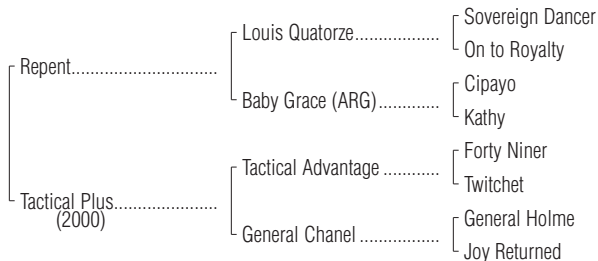 Sovereign Dancer
Louis Quatorze..................
On to Royalty
Repent...............................
Cipayo
Baby Grace (ARG).............
Kathy
Forty Niner
Tactical Advantage ............
Twitchet
Tactical Plus......................
(2000)
General Holme
General Chanel .................
Joy Returned